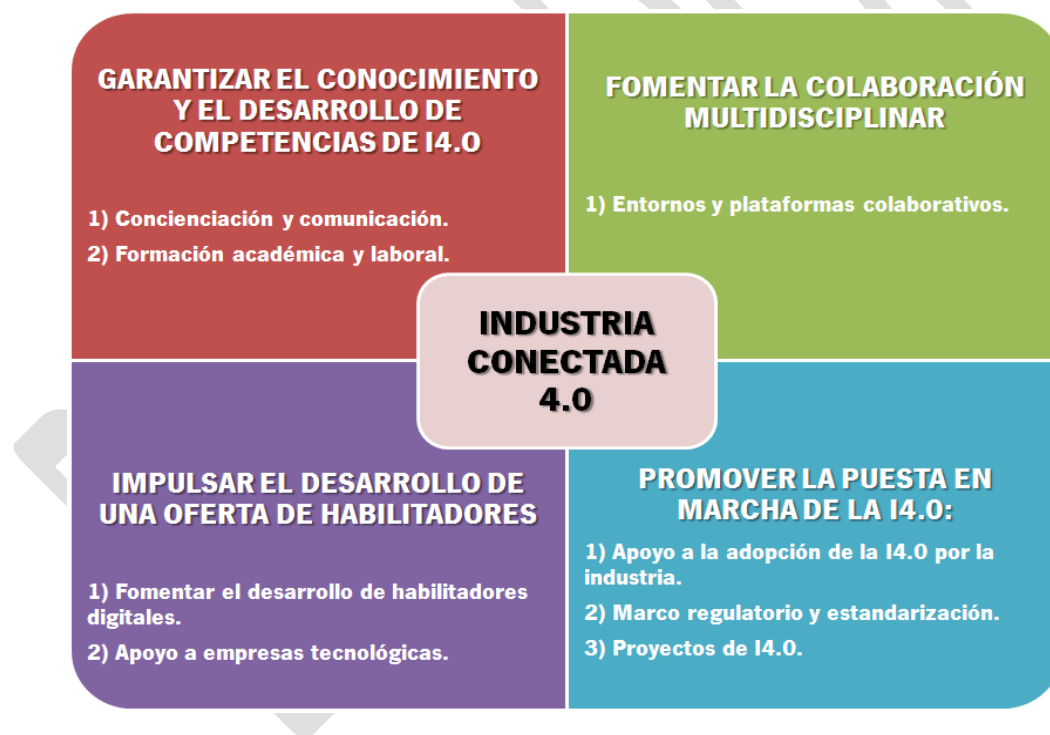 GARANTIZAR EL CONOCIMIENTO
Y EL DESARROLLO DE
COMPETENCIAS DE I4.0
1) Concienciación y comunicación.
2) Formación académica y laboral.
FOMENTAR LA COLABORACIÓN
MULTIDISCIPLINAR
1) Entornos y plataformas colaborativos.
INDUSTRIA
CONECTADA
4.0
IMPULSAR EL DESARROLLO DE
UNA OFERTA DE HABILITADORES
1) Fomentar el desarrollo de habilitadores
digitales.
2) Apoyo a empresas tecnológicas.
PROMOVER LA PUESTA EN
MARCHA DE LA I4.0:
1) Apoyo a la adopción de la I4.0 por la
industria.
2) Marco regulatorio y estandarización.
3) Proyectos de I4.0.